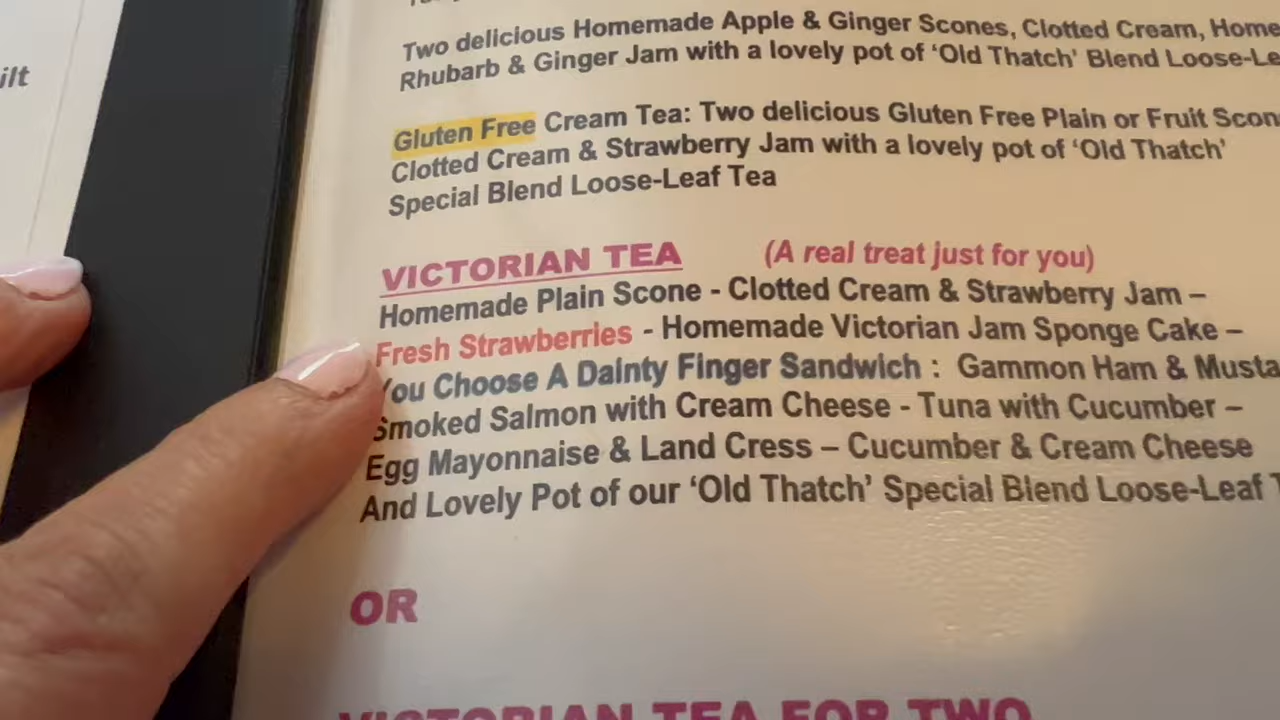 ilt
Two delicious Homemade Apple & Ginger Scones, Clotted Cream, Home
Rhubarb & Ginger Jam with a lovely pot of ‘Old Thatch’ Blend Loose-Le
Gluten Free Cream Tea: Two delicious Gluten Free Plain or Fruit Scon
Clotted Cream & Strawberry Jam with a lovely pot of ‘Old Thatch’
Special Blend Loose-Leaf Tea
VICTORIAN TEA (A real treat just for you)
Homemade Plain Scone - Clotted Cream & Strawberry Jam –
Fresh Strawberries - Homemade Victorian Jam Sponge Cake –
You Choose A Dainty Finger Sandwich : Gammon Ham & Musta
Smoked Salmon with Cream Cheese - Tuna with Cucumber –
Egg Mayonnaise & Land Cress – Cucumber & Cream Cheese
And Lovely Pot of our ‘Old Thatch’ Special Blend Loose-Leaf T
OR
VICTORIAN TEA FOR TWO